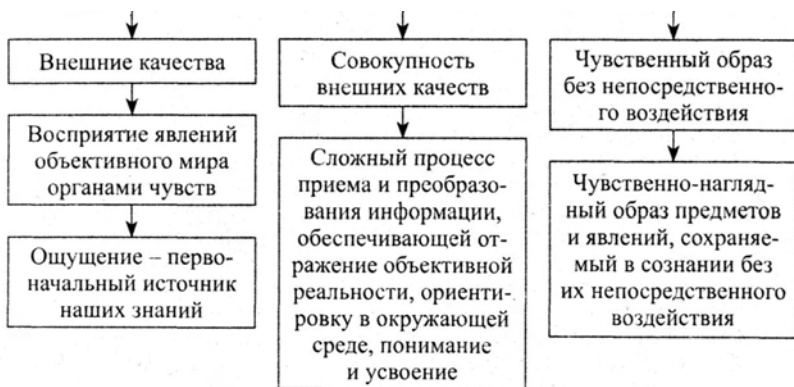 Внешние качества
Восприятие явлений
объективного мира
органами чувств
Ощущение – перво-
начальный источник
наших знаний
Совокупность
внешних качеств
Сложный процесс
приема и преобразо-
вания информации,
обеспечивающей от-
ражение объективной
реальности, ориенти-
ровку в окружающей
среде, понимание
и усвоение
Чувственный образ
без непосредственно-
го воздействия
Чувственно-нагляд-
ный образ предметов
и явлений, сохраняе-
мый в сознании без
их непосредственного
воздействия